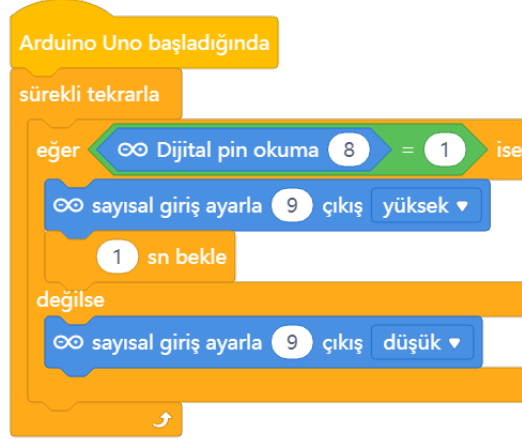 Arduino Uno başladığında
sürekli tekrarla
eğer Dijital pin okuma 8 = 1 ise
sayısal giriş ayarla 9 çıkış yüksek
1 sn bekle
değilse
sayısal giriş ayarla 9 çıkış düşük